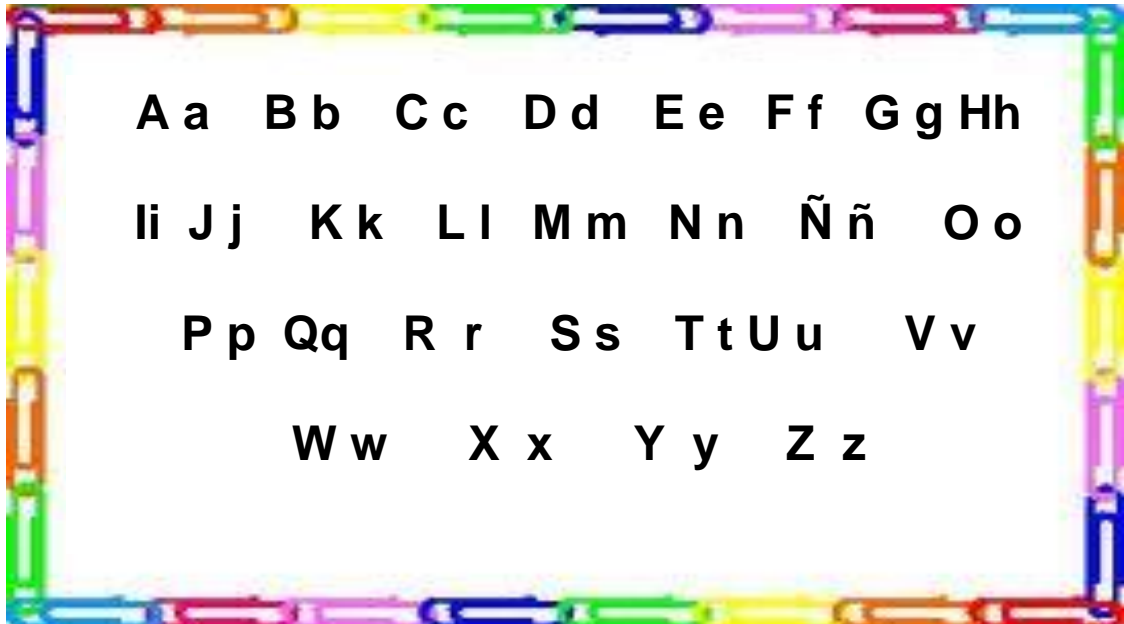 A a B b C c D d E e F f G g Hh
Ii J j K k L l M m N n Ñ ñ O o
P p Qq R r S s T t U u V v
W w X x Y y Z z